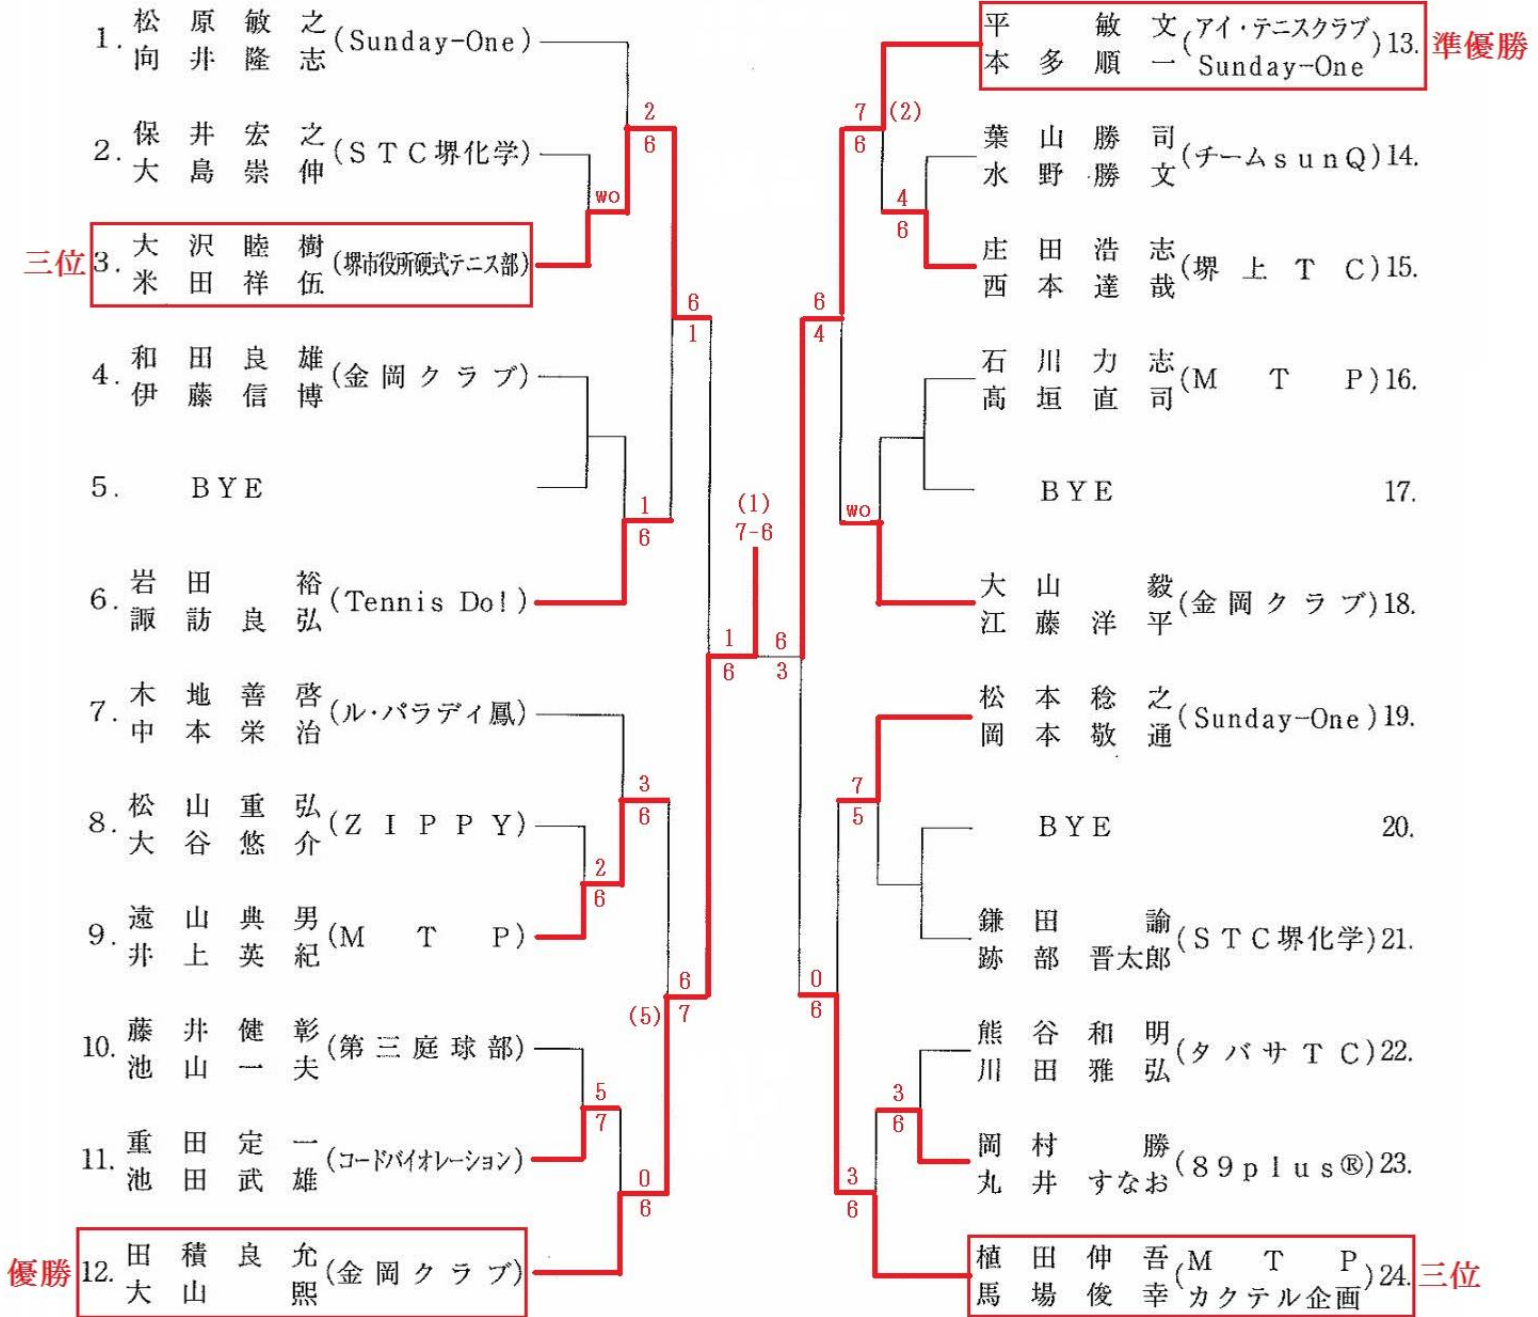 1. 松原敏之 (Sunday-One)
向井隆志
2
6
2. 保井宏之 (STC堺化学)
大島崇伸
wo
三位 3. 大沢睦樹 (堺市役所硬式テニス部)
米田祥伍
6
1
4. 和田良雄 (金岡クラブ)
伊藤信博
5. BYE
1
6
6. 岩田裕 (Tennis Do!)
諏訪良弘
(1)
7-6
1
6
7. 木地善啓 (ル・パラディ鳳)
中本栄治
3
6
8. 松山重弘 (ZIPPY)
大谷悠介
2
6
9. 遠山典男 (MTP)
井上英紀
6
(5) 7
10. 藤井健彰 (第三庭球部)
池山一夫
5
7
11. 重田定一 (コードバイオレーション)
池田武雄
0
6
優勝 12. 田積良允 (金岡クラブ)
大山熙
平敏文 (アイ・テニスクラブ) 13. 準優勝
本多順一 Sunday-One
7 (2)
6
葉山勝司 (チームsunQ) 14.
水野勝文
4
6
庄田浩志 (堺上TC) 15.
西本達哉
6
4
石川力志 (MTP) 16.
髙垣直司
BYE 17.
wo
大山毅 (金岡クラブ) 18.
江藤洋平
6
3
松本稔之 (Sunday-One) 19.
岡本敬通
7
5
BYE 20.
鎌田諭 (STC堺化学) 21.
跡部晋太郎
0
6
熊谷和明 (タバサTC) 22.
川田雅弘
3
6
岡村勝 (89plus®) 23.
丸井すなお
3
6
植田伸吾 (MTP) 24. 三位
馬場俊幸 カクテル企画